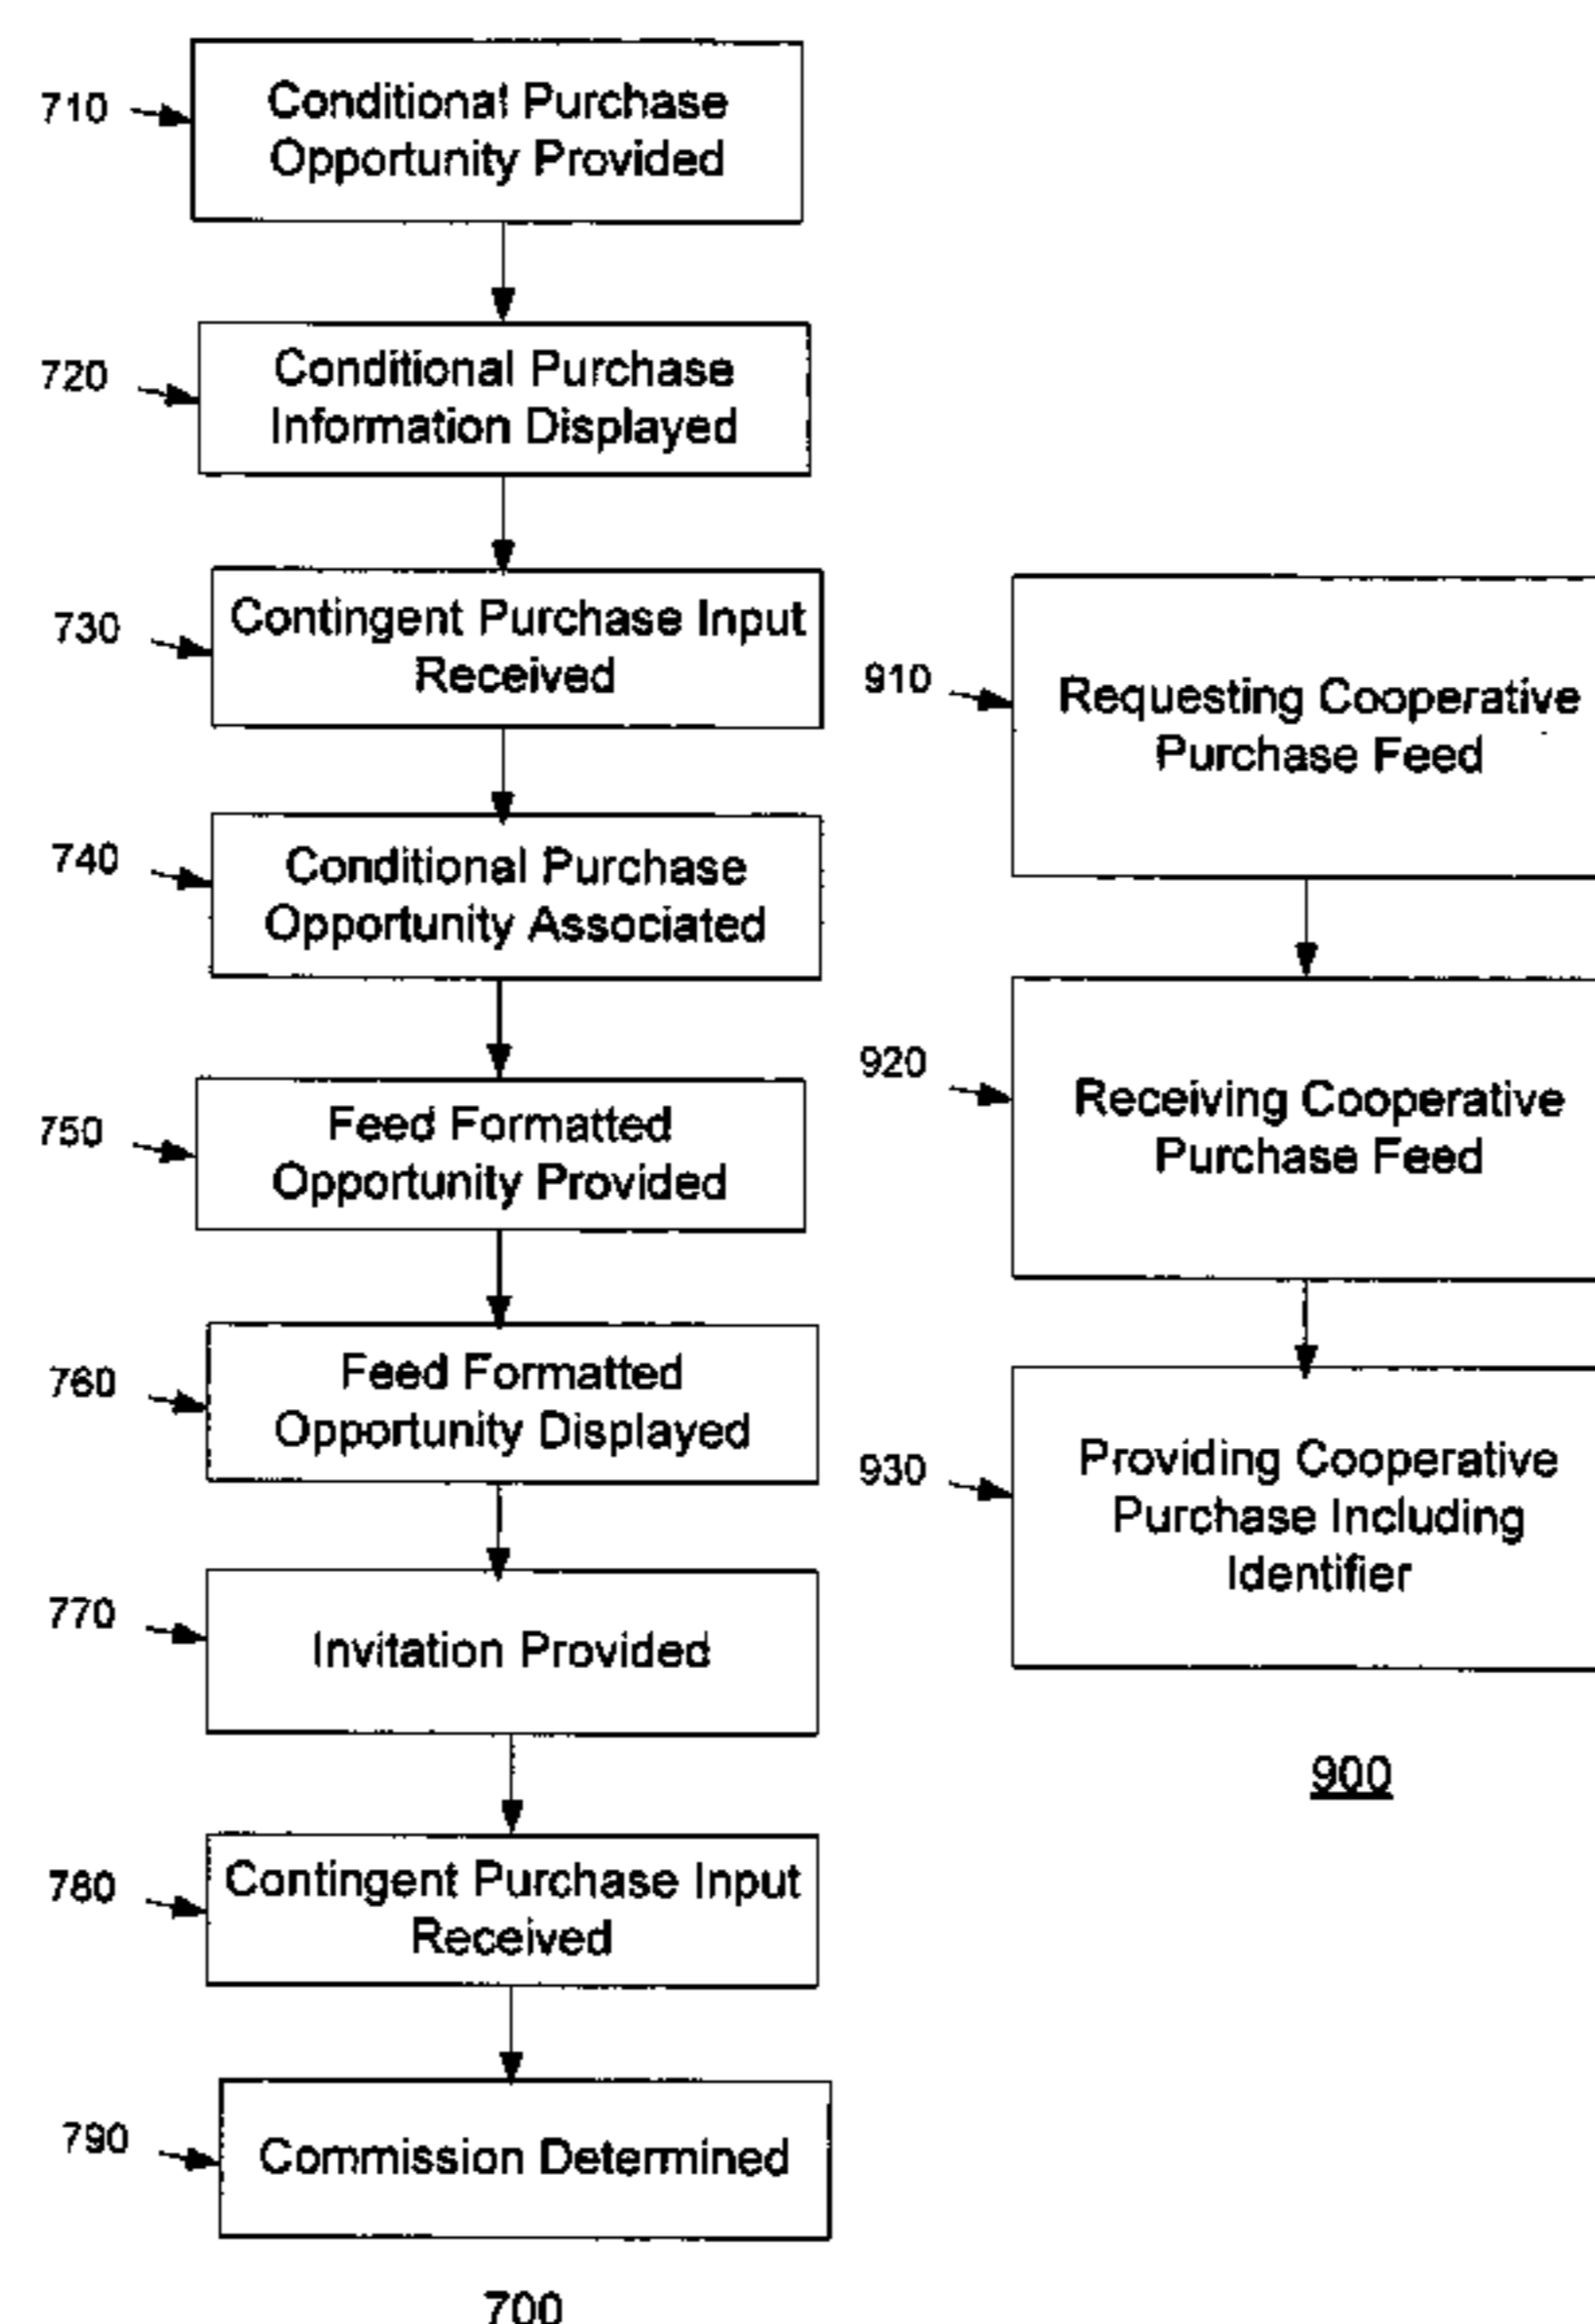 710
Conditional Purchase
Opportunity Provided
720
Conditional Purchase
Information Displayed
730
Contingent Purchase Input
Received
740
Conditional Purchase
Opportunity Associated
750
Feed Formatted
Opportunity Provided
760
Feed Formatted
Opportunity Displayed
770
Invitation Provided
780
Contingent Purchase Input
Received
790
Commission Determined
700
910
Requesting Cooperative
Purchase Feed
920
Receiving Cooperative
Purchase Feed
930
Providing Cooperative
Purchase Including
Identifier
900